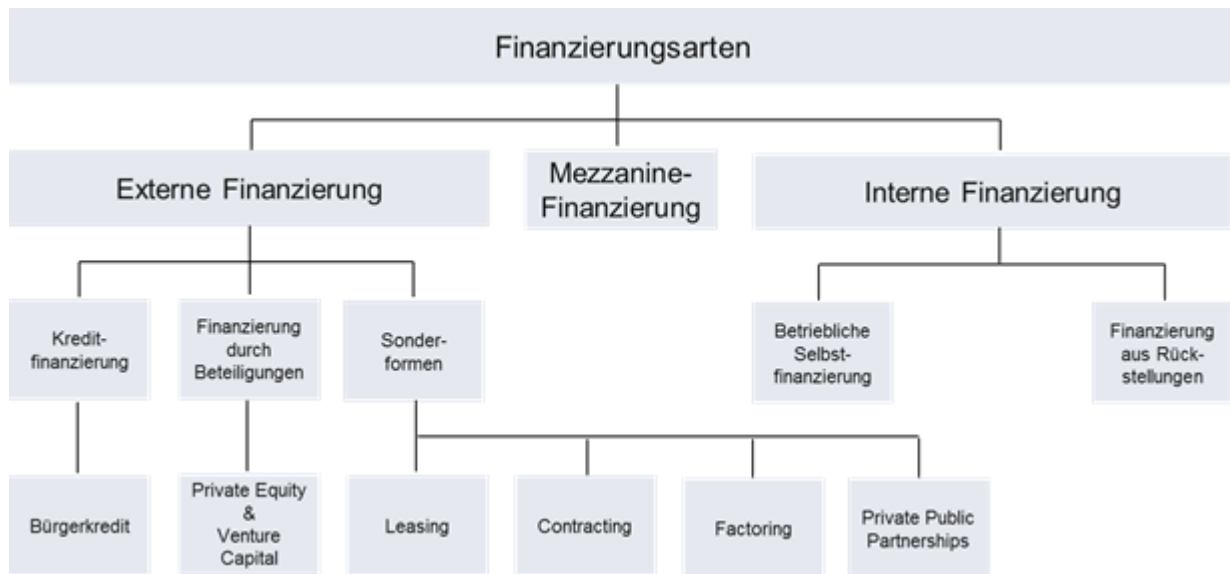 Finanzierungsarten
Externe Finanzierung
Mezzanine-
Finanzierung
Interne Finanzierung
Kredit-
finanzierung
Finanzierung
durch
Beteiligungen
Sonder-
formen
Betriebliche
Selbst-
finanzierung
Finanzierung
aus Rück-
stellungen
Bürgerkredit
Private Equity
&
Venture
Capital
Leasing
Contracting
Factoring
Private Public
Partnerships